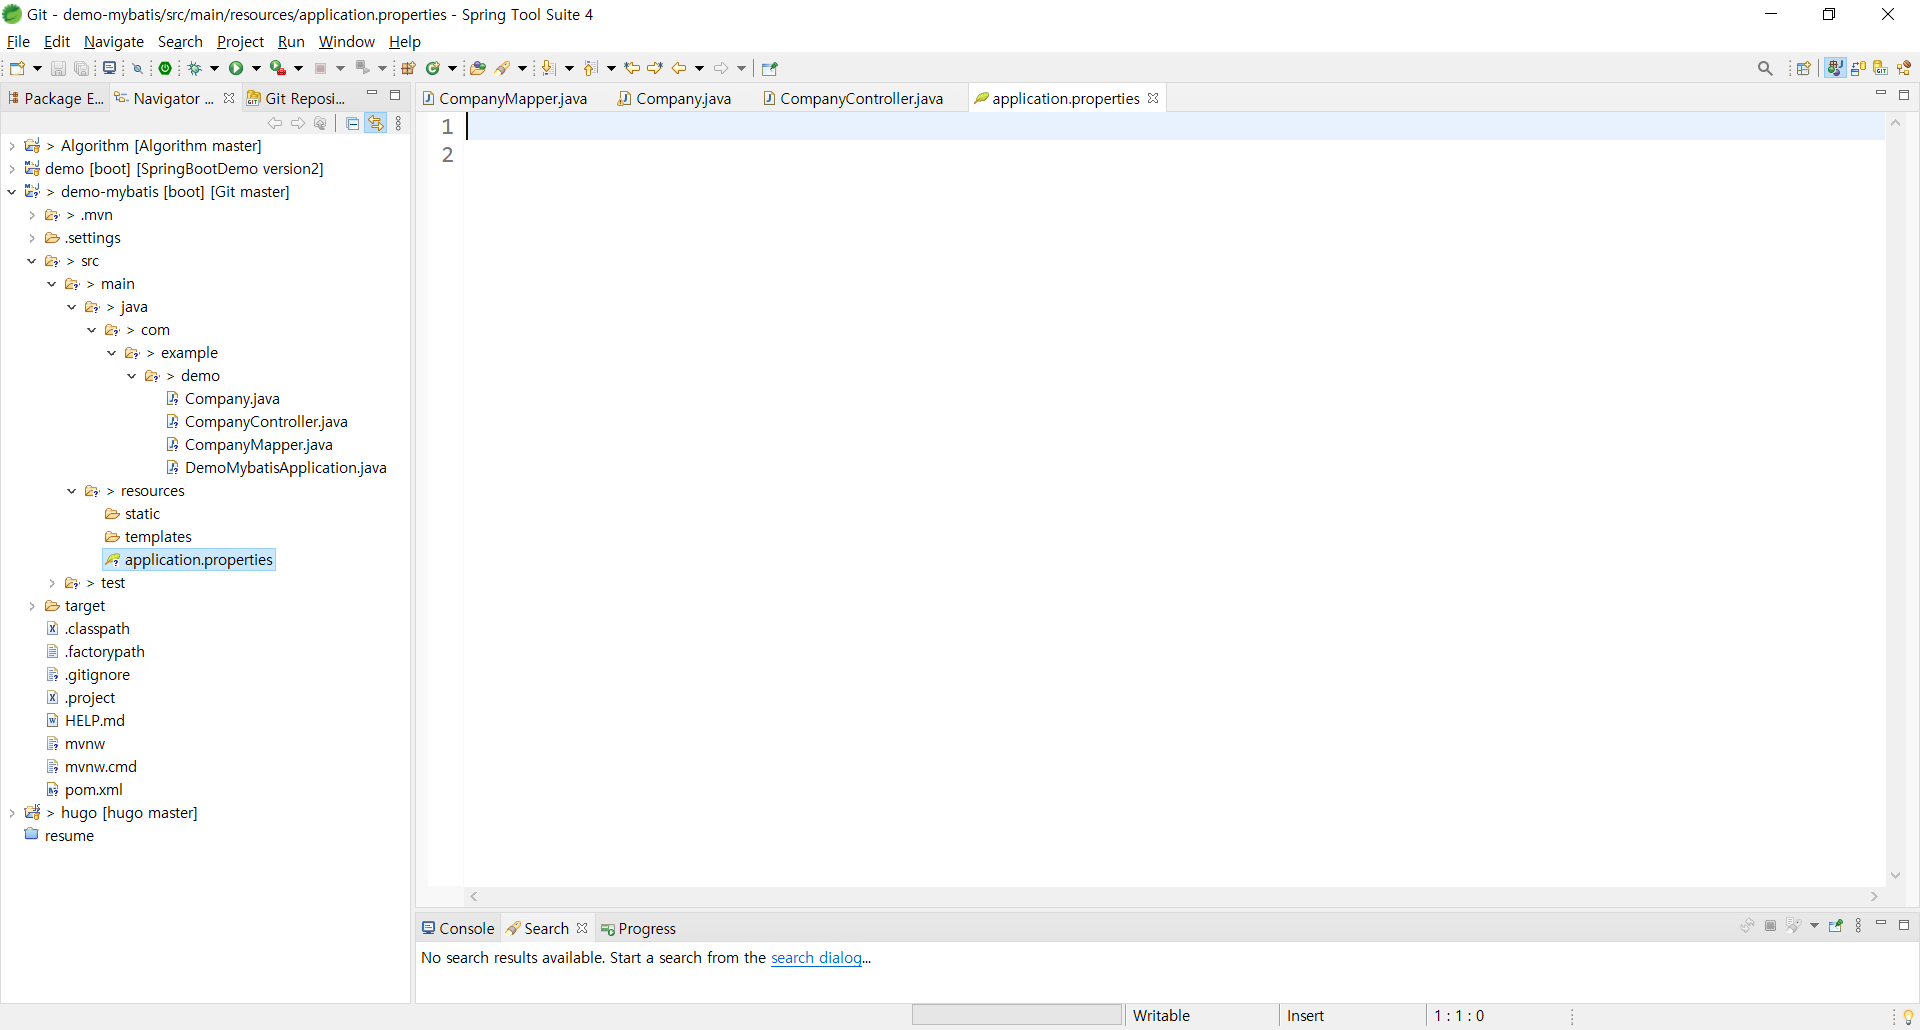 Git - demo-mybatis/src/main/resources/application.properties - Spring Tool Suite 4
File Edit Navigate Search Project Run Window Help
Package E... Navigator ... Git Reposi...
> Algorithm [Algorithm master]
demo [boot] [SpringBootDemo version2]
> demo-mybatis [boot] [Git master]
> .mvn
.settings
> src
> main
> java
> com
> example
> demo
Company.java
CompanyController.java
CompanyMapper.java
DemoMybatisApplication.java
> resources
static
templates
application.properties
> test
target
.classpath
.factorypath
.gitignore
.project
HELP.md
mvnw
mvnw.cmd
pom.xml
> hugo [hugo master]
resume
CompanyMapper.java Company.java CompanyController.java application.properties
1
2
Console Search Progress
No search results available. Start a search from the search dialog...
Writable Insert 1 : 1 : 0